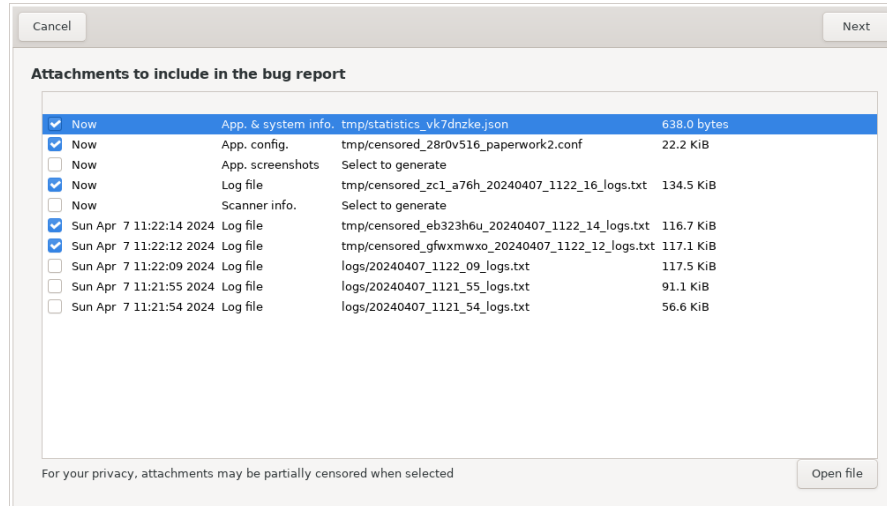 Cancel Next
Attachments to include in the bug report
Now App. & system info. tmp/statistics_vk7dnzke.json 638.0 bytes
Now App. config. tmp/censored_28r0v516_paperwork2.conf 22.2 KiB
Now App. screenshots Select to generate
Now Log file tmp/censored_zc1_a76h_20240407_1122_16_logs.txt 134.5 KiB
Now Scanner info. Select to generate
Sun Apr 7 11:22:14 2024 Log file tmp/censored_eb323h6u_20240407_1122_14_logs.txt 116.7 KiB
Sun Apr 7 11:22:12 2024 Log file tmp/censored_gfwxmwxo_20240407_1122_12_logs.txt 117.1 KiB
Sun Apr 7 11:22:09 2024 Log file logs/20240407_1122_09_logs.txt 117.5 KiB
Sun Apr 7 11:21:55 2024 Log file logs/20240407_1121_55_logs.txt 91.1 KiB
Sun Apr 7 11:21:54 2024 Log file logs/20240407_1121_54_logs.txt 56.6 KiB
For your privacy, attachments may be partially censored when selected Open file